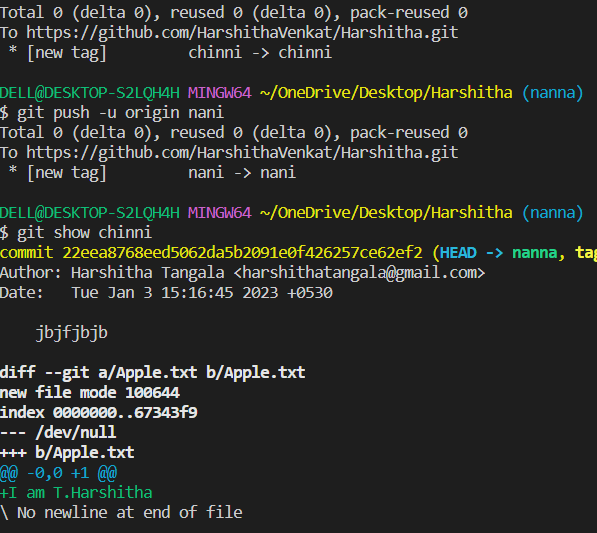 Total 0 (delta 0), reused 0 (delta 0), pack-reused 0
To https://github.com/HarshithaVenkat/Harshitha.git
 * [new tag]         chinni -> chinni
DELL@DESKTOP-S2LQH4H MINGW64 ~/OneDrive/Desktop/Harshitha (nanna)
$ git push -u origin nani
Total 0 (delta 0), reused 0 (delta 0), pack-reused 0
To https://github.com/HarshithaVenkat/Harshitha.git
 * [new tag]         nani -> nani
DELL@DESKTOP-S2LQH4H MINGW64 ~/OneDrive/Desktop/Harshitha (nanna)
$ git show chinni
commit 22eea8768eed5062da5b2091e0f426257ce62ef2 (HEAD -> nanna, tag
Author: Harshitha Tangala <harshithatangala@gmail.com>
Date:   Tue Jan 3 15:16:45 2023 +0530
    jbjfjbjb
diff --git a/Apple.txt b/Apple.txt
new file mode 100644
index 0000000..67343f9
--- /dev/null
+++ b/Apple.txt
@@ -0,0 +1 @@
+I am T.Harshitha
\ No newline at end of file